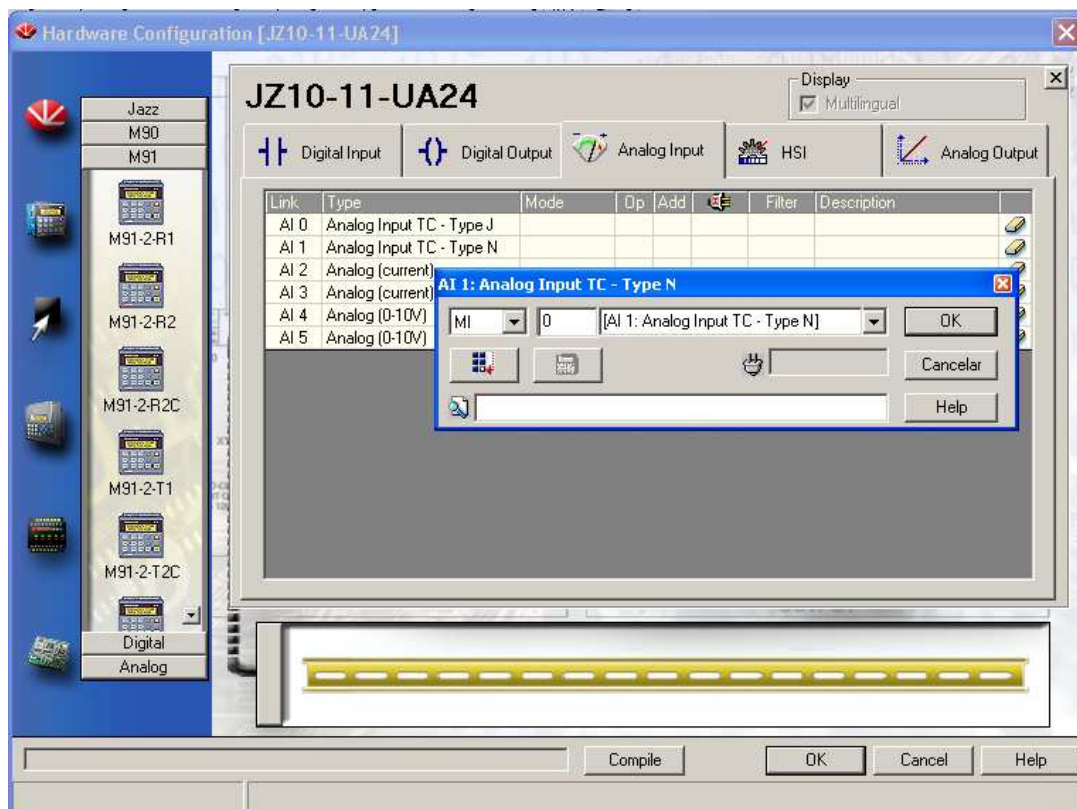 Hardware Configuration [JZ10-11-UA24]
JZ10-11-UA24
Display
Multilingual
Jazz
M90
M91
M91-2-R1
M91-2-R2
M91-2-R2C
M91-2-T1
M91-2-T2C
Digital
Analog
Digital Input Digital Output Analog Input HSI Analog Output
Link Type Mode Op Add Filter Description
AI 0 Analog Input TC - Type J
AI 1 Analog Input TC - Type N
AI 2 Analog (current)
AI 3 Analog (current)
AI 4 Analog (0-10V)
AI 5 Analog (0-10V)
AI 1: Analog Input TC - Type N
MI 0 [AI 1: Analog Input TC - Type N] OK
Cancelar
Help
Compile OK Cancel Help